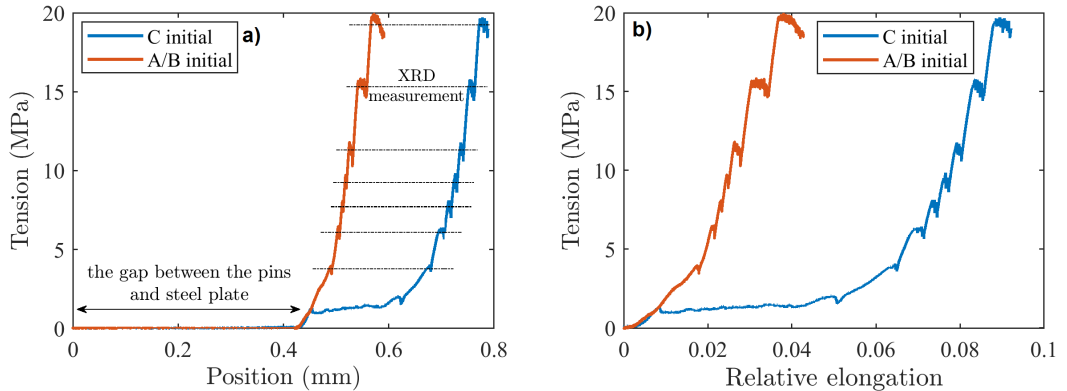 a)
C initial
A/B initial
XRD
measurement
the gap between the pins
and steel plate
Tension (MPa)
20
15
10
5
0
0
0.2
0.4
0.6
0.8
Position (mm)
b)
C initial
A/B initial
Tension (MPa)
20
15
10
5
0
0
0.02
0.04
0.06
0.08
0.1
Relative elongation